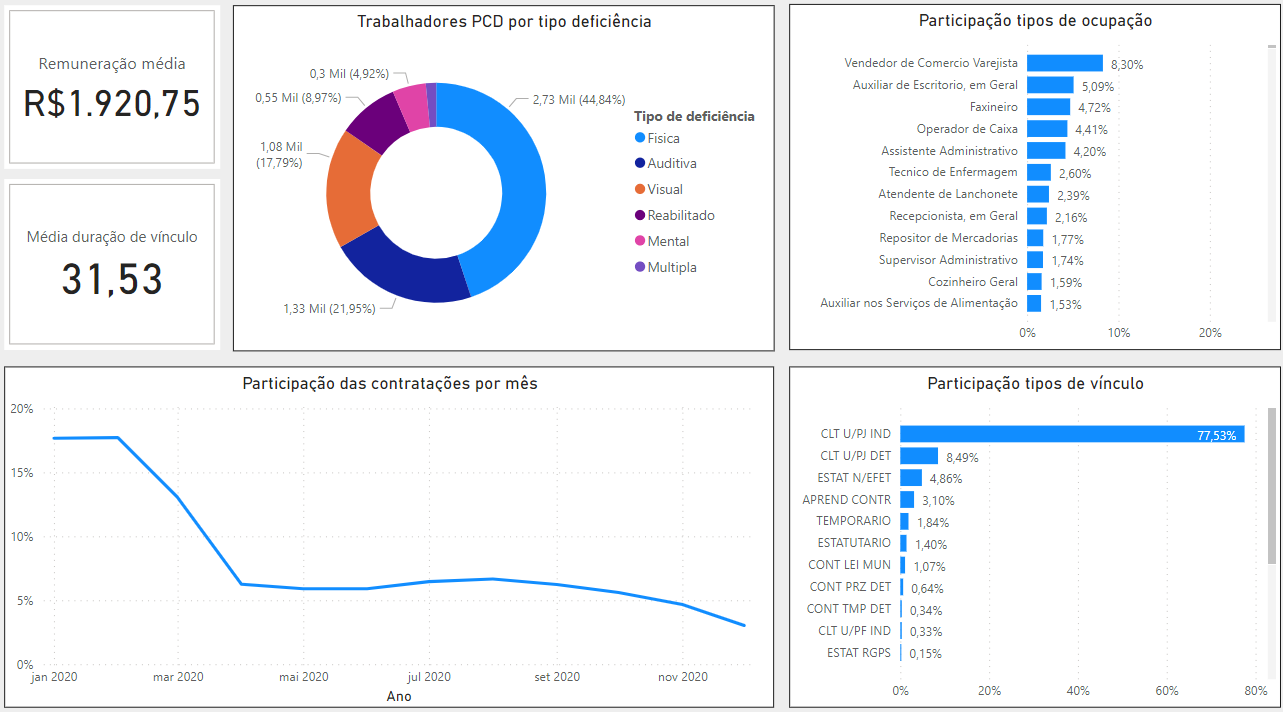 Remuneração média
R$1.920,75
Média duração de vínculo
31,53
Trabalhadores PCD por tipo deficiência
0,3 Mil (4,92%)
0,55 Mil (8,97%)
1,08 Mil
(17,79%)
1,33 Mil (21,95%)
2,73 Mil (44,84%)
Tipo de deficiência
Fisica
Auditiva
Visual
Reabilitado
Mental
Multipla
Participação tipos de ocupação
Vendedor de Comercio Varejista 8,30%
Auxiliar de Escritorio, em Geral 5,09%
Faxineiro 4,72%
Operador de Caixa 4,41%
Assistente Administrativo 4,20%
Tecnico de Enfermagem 2,60%
Atendente de Lanchonete 2,39%
Recepcionista, em Geral 2,16%
Repositor de Mercadorias 1,77%
Supervisor Administrativo 1,74%
Cozinheiro Geral 1,59%
Auxiliar nos Serviços de Alimentação 1,53%
0% 10% 20%
Participação das contratações por mês
20%
15%
10%
5%
0%
jan 2020 mar 2020 mai 2020 jul 2020 set 2020 nov 2020
Ano
Participação tipos de vínculo
CLT U/PJ IND 77,53%
CLT U/PJ DET 8,49%
ESTAT N/EFET 4,86%
APREND CONTR 3,10%
TEMPORARIO 1,84%
ESTATUTARIO 1,40%
CONT LEI MUN 1,07%
CONT PRZ DET 0,64%
CONT TMP DET 0,34%
CLT U/PF IND 0,33%
ESTAT RGPS 0,15%
0% 20% 40% 60% 80%